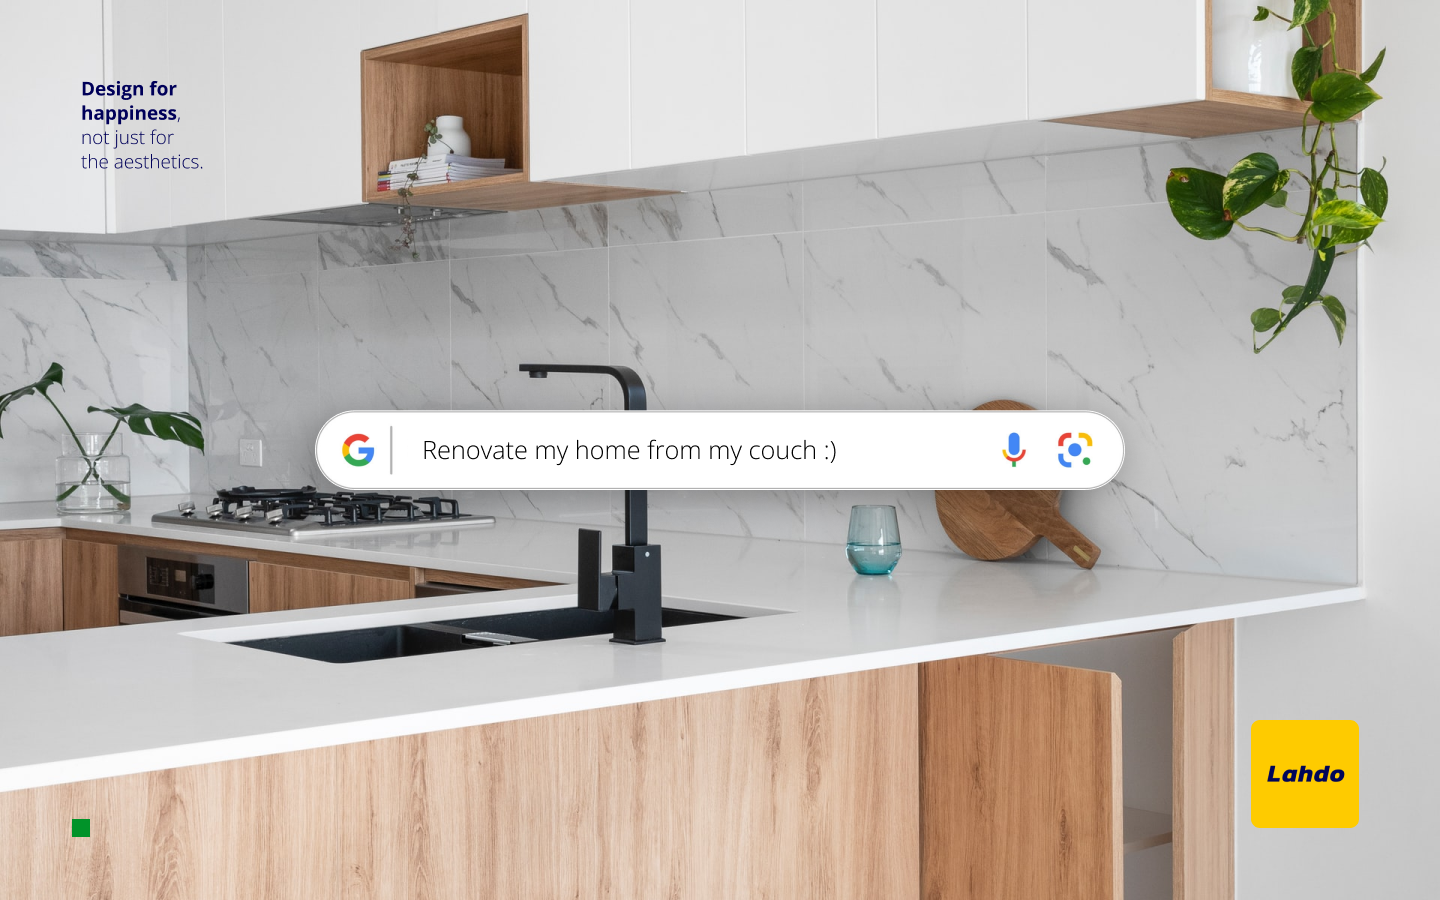 Design for
happiness,
not just for
the aesthetics.
Renovate my home from my couch :)
Lahdo